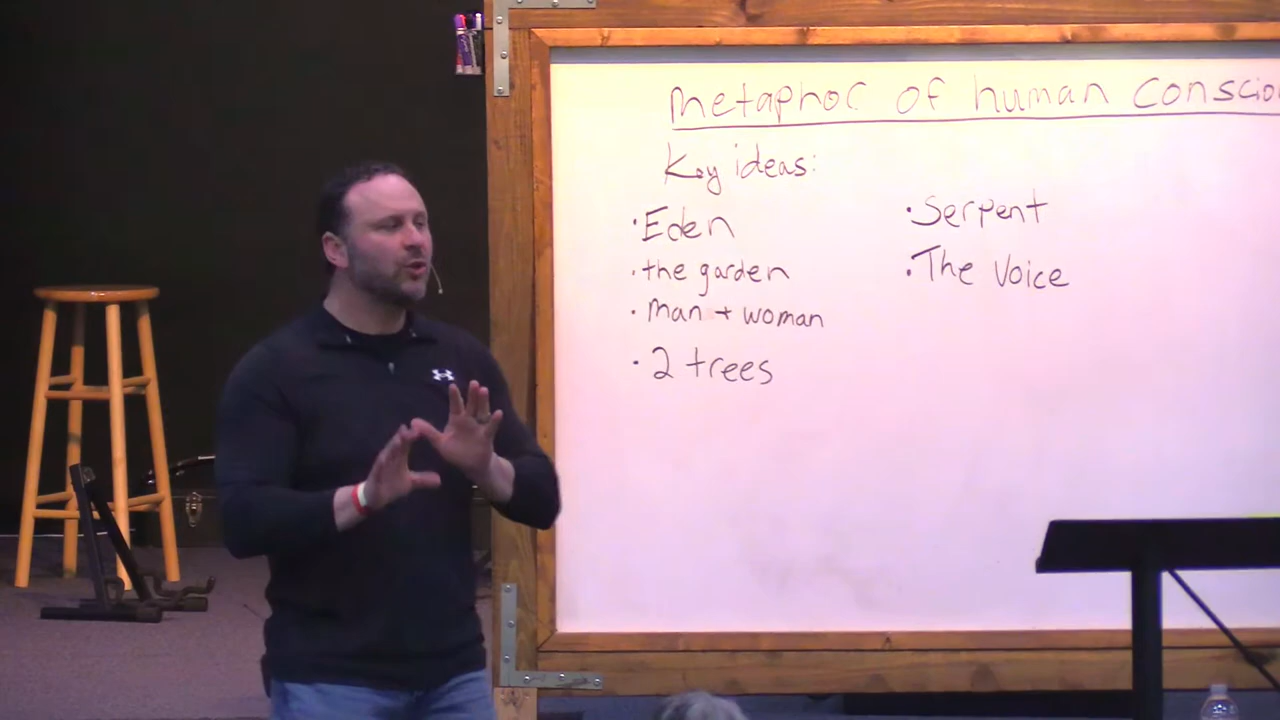 metaphor of human conscio
Key ideas:
• Eden
• the garden
• man + woman
• 2 trees
• Serpent
• The Voice